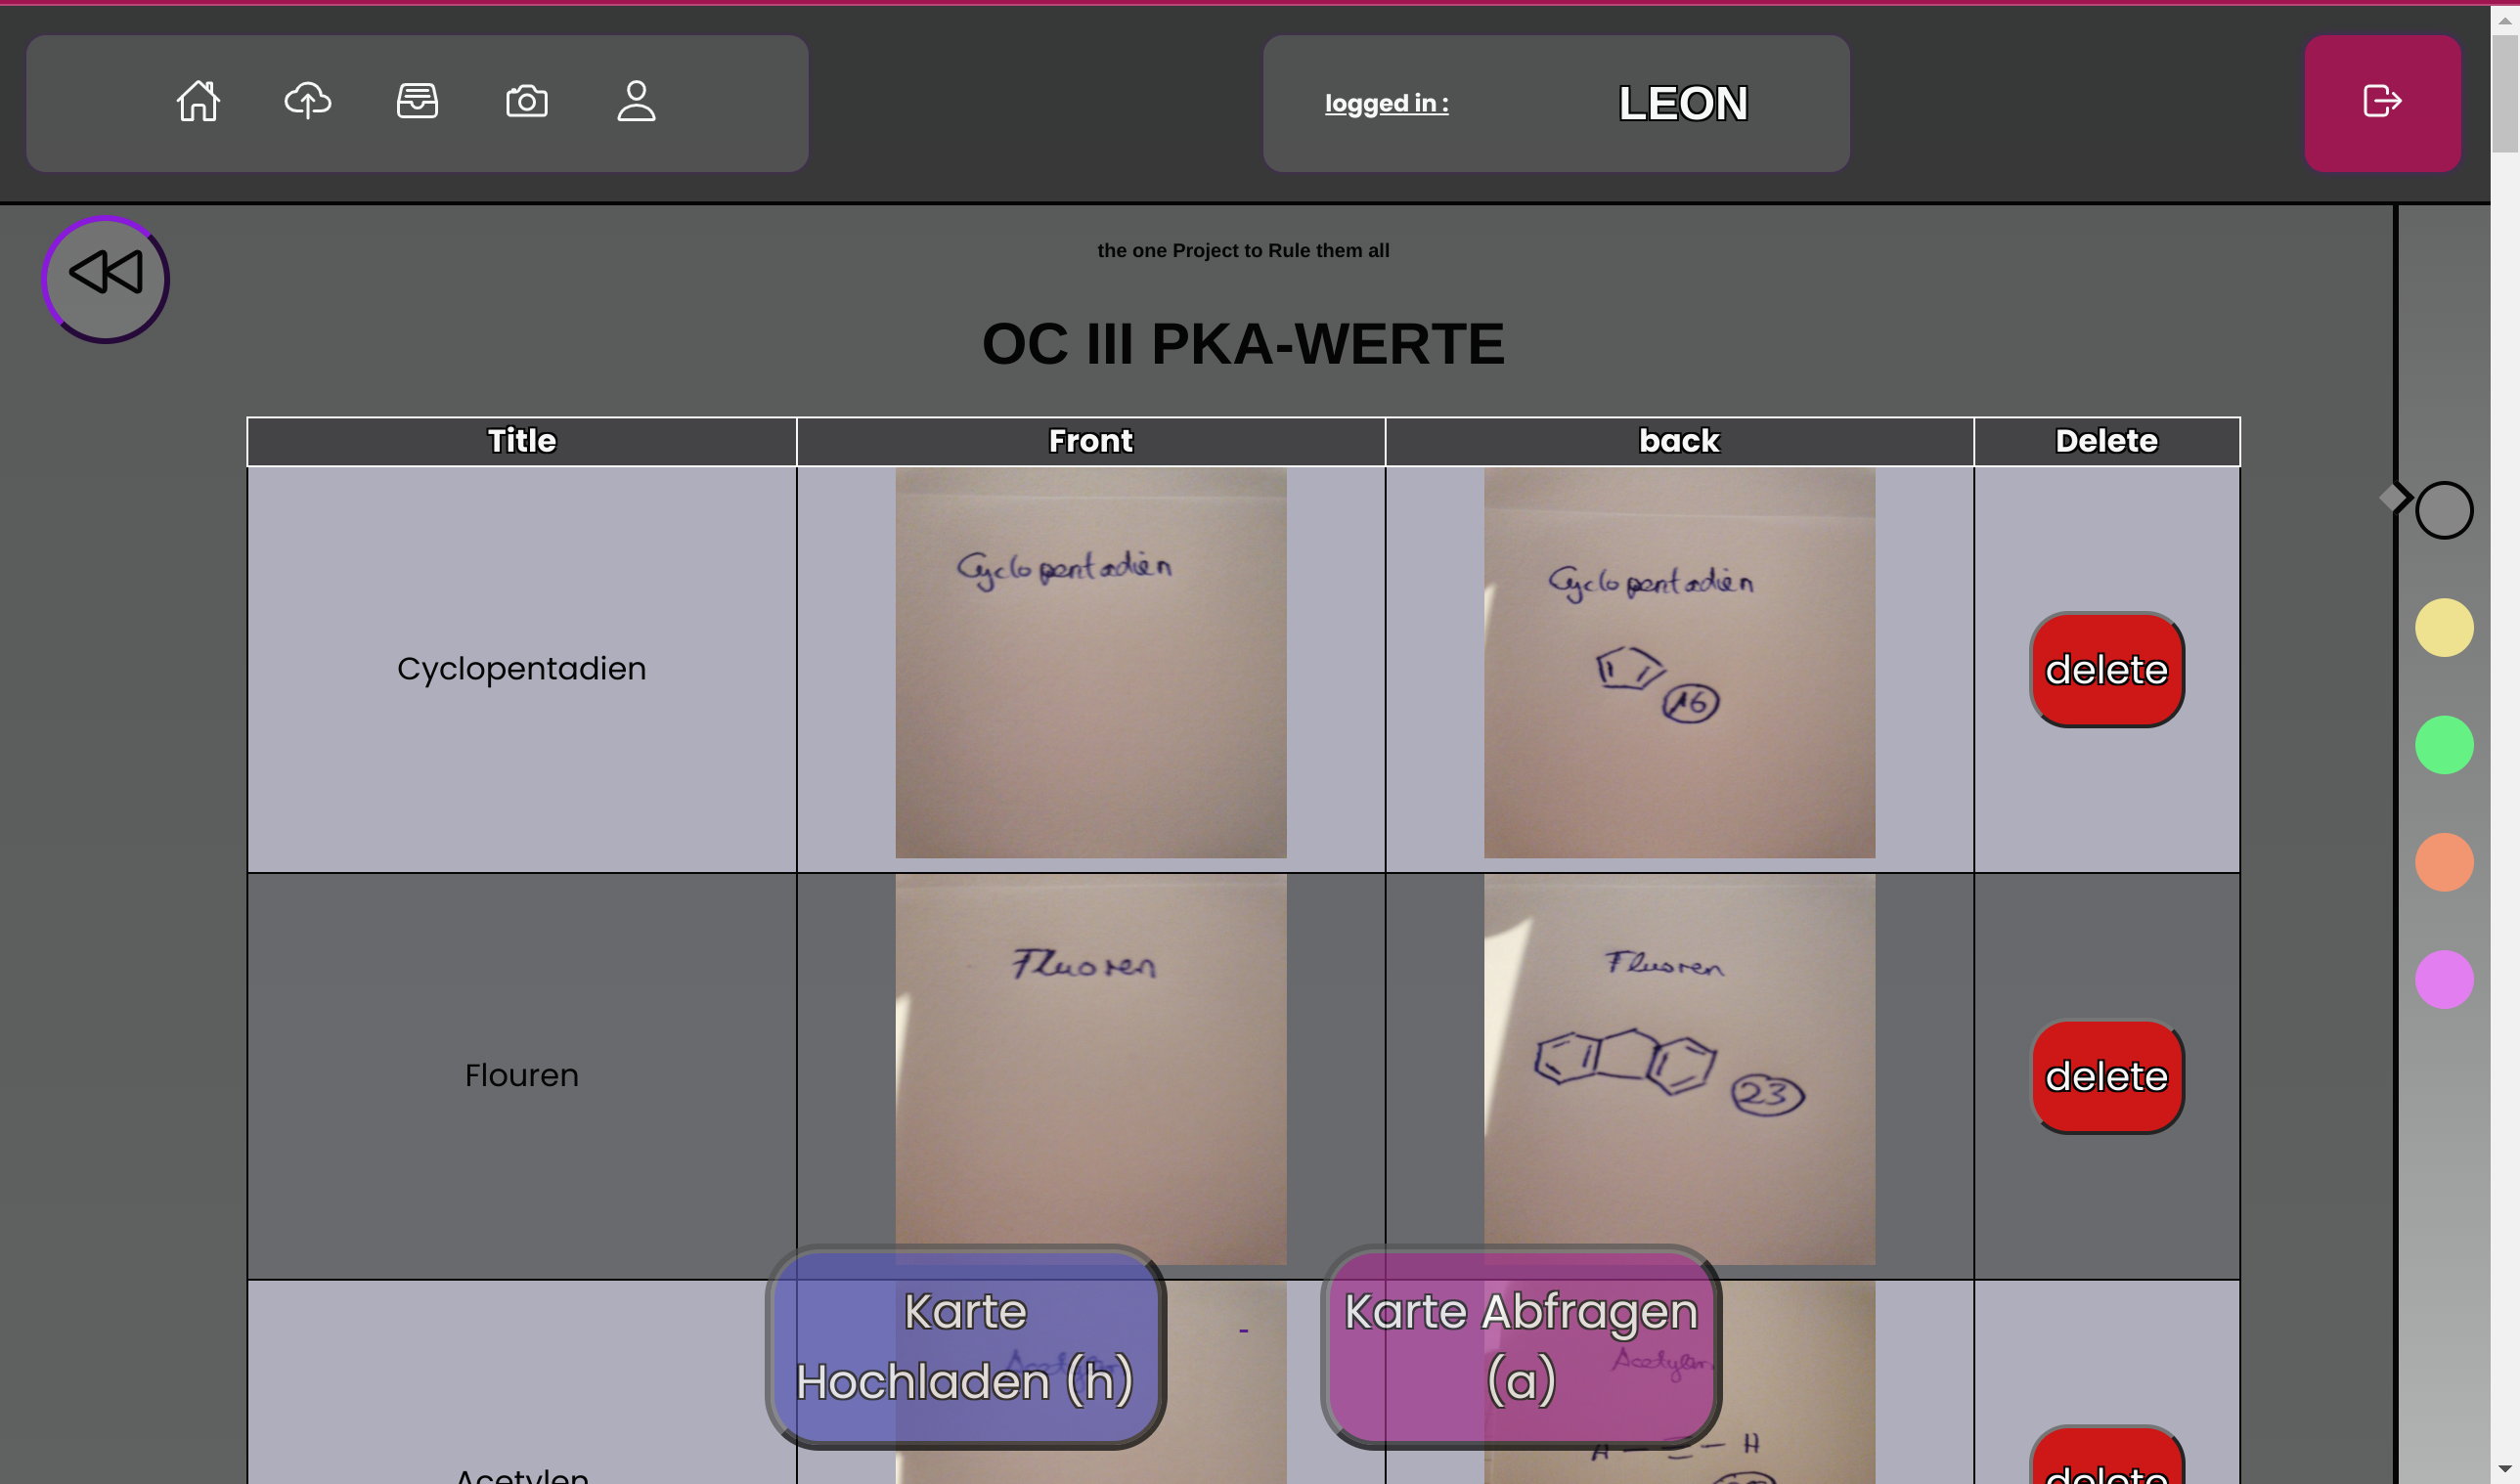 logged in :
LEON
the one Project to Rule them all
OC III PKA-WERTE
Title
Front
back
Delete
Cyclopentadien
Cyclopentadien
Cyclopentadien
16
delete
Flouren
Fluoren
Fluoren
23
delete
Karte
Hochladen (h)
Karte Abfragen
(a)
Acetylen
Acetylen
Acetylen
H — ≡ — H
delete